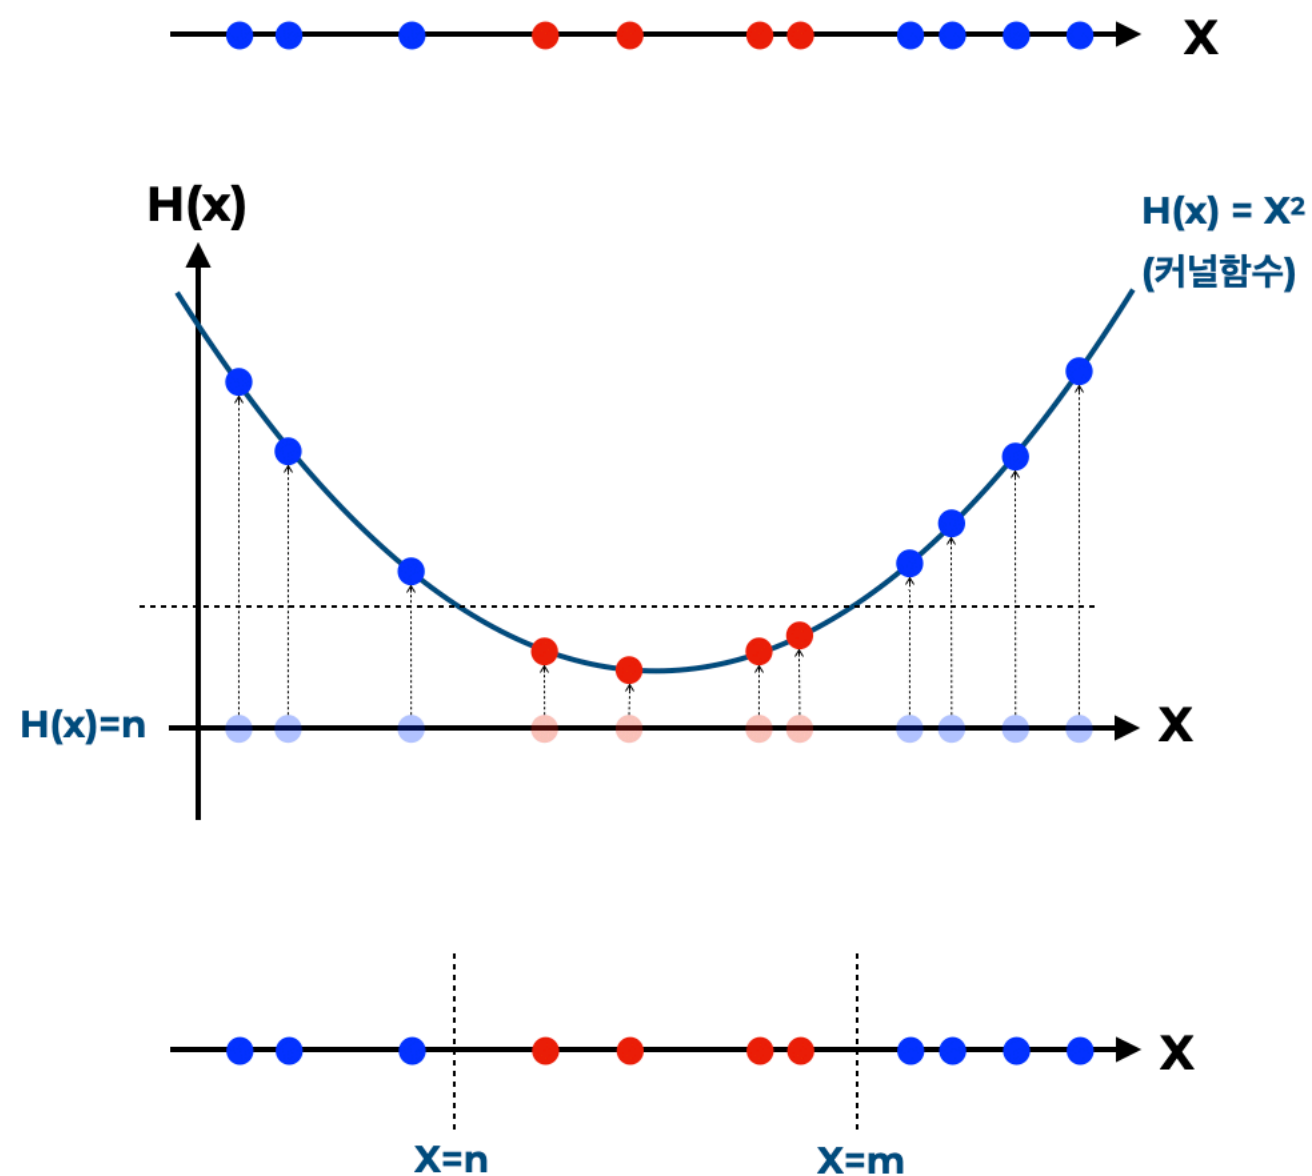 X
H(x)
H(x) = X²
(커널함수)
H(x)=n
X
X
X=n
X=m